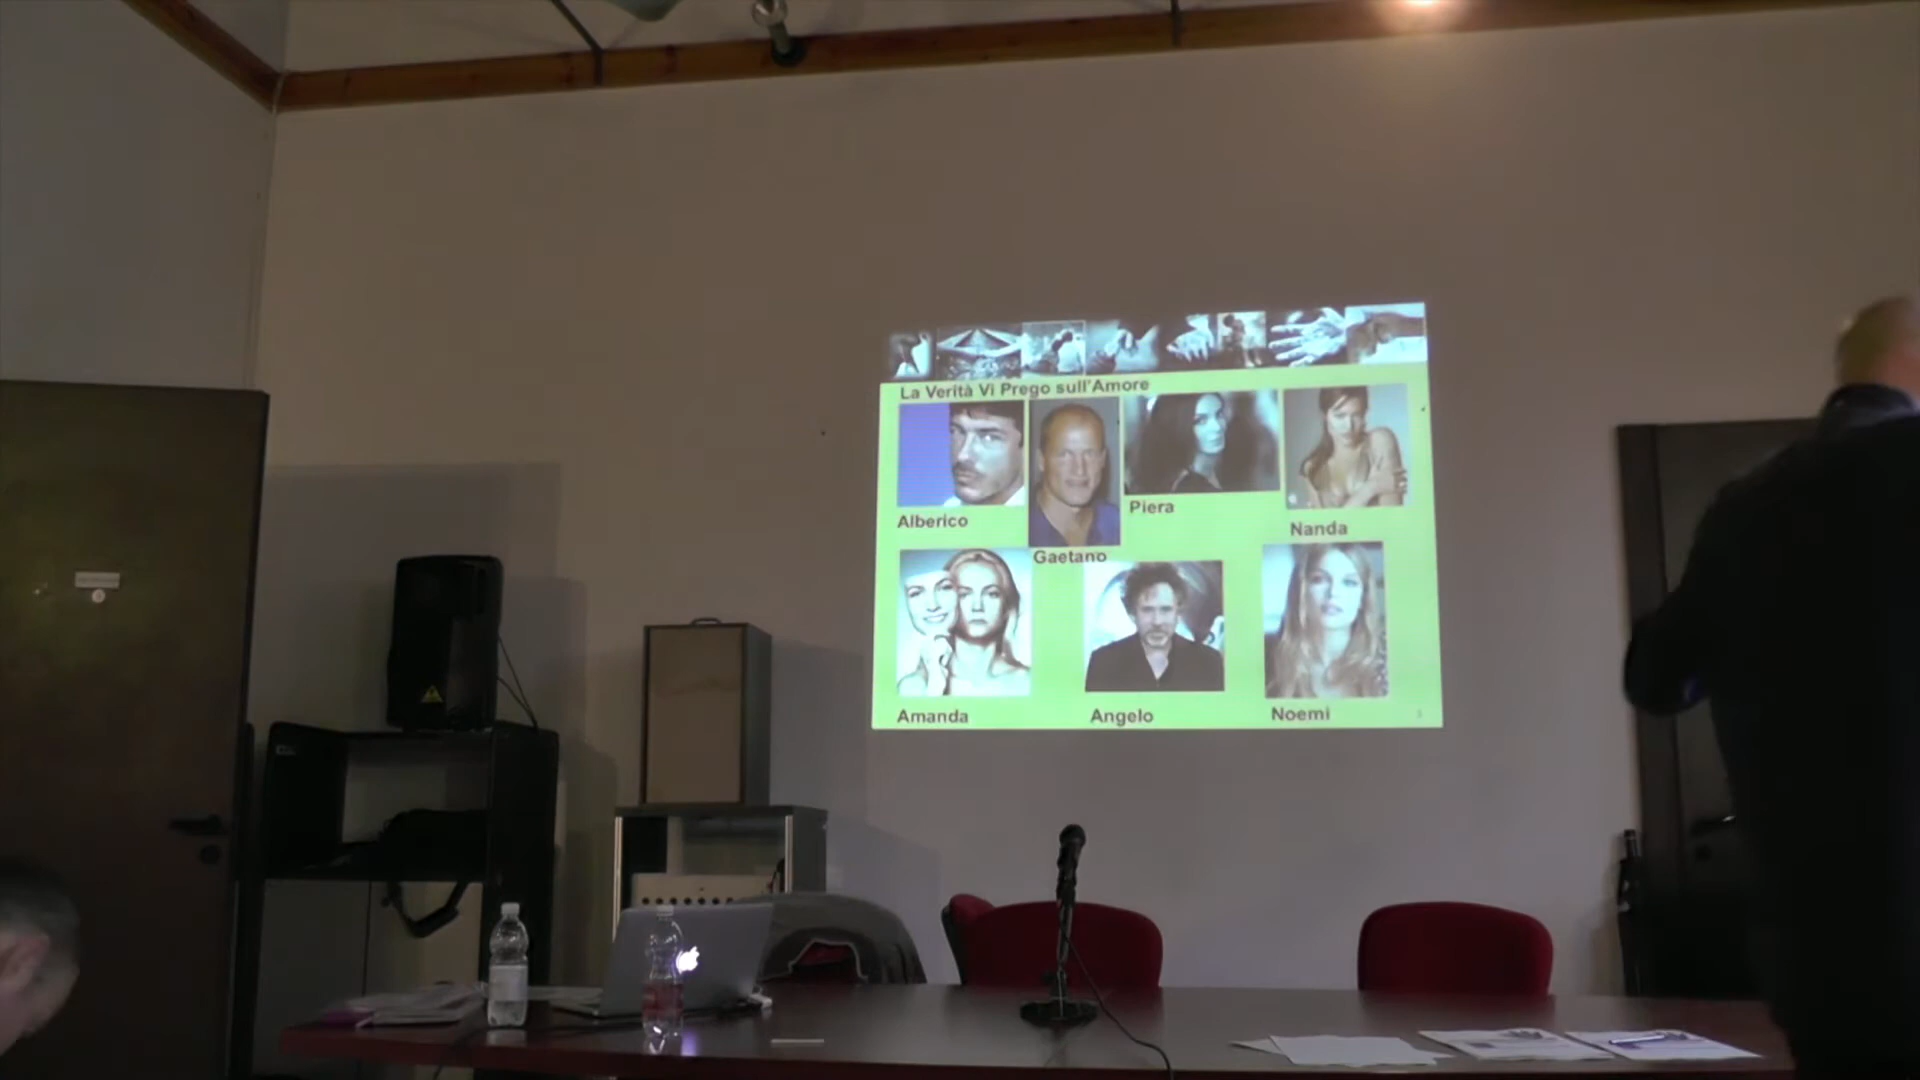 La Verità Vi Prego sull'Amore
Alberico
Gaetano
Piera
Nanda
Amanda
Angelo
Noemi